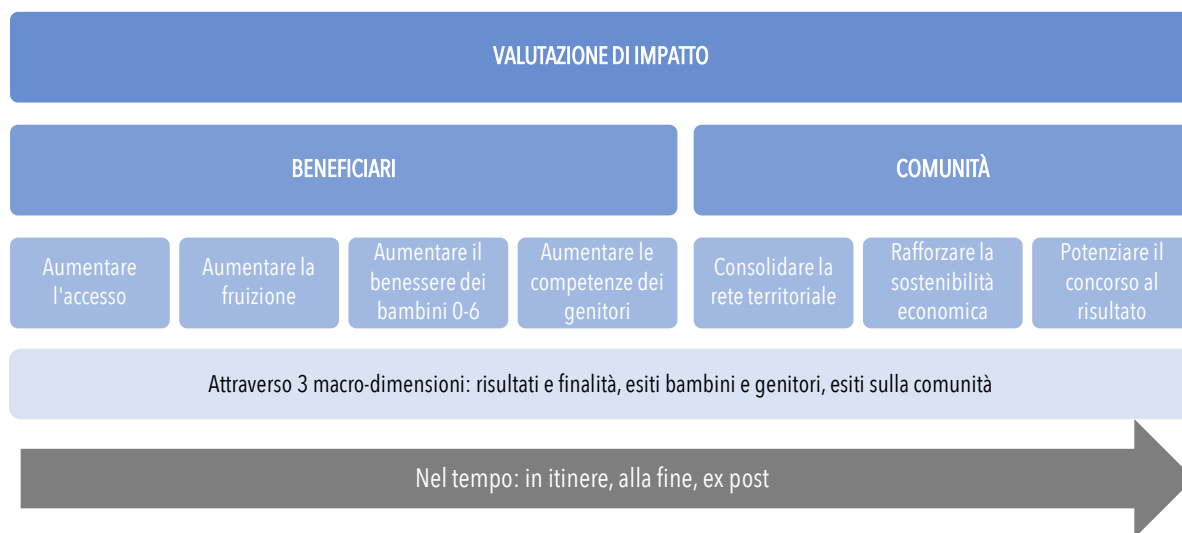 VALUTAZIONE DI IMPATTO
BENEFICIARI
COMUNITÀ
Aumentare
l'accesso
Aumentare la
fruizione
Aumentare il
benessere dei
bambini 0-6
Aumentare le
competenze dei
genitori
Consolidare la
rete territoriale
Rafforzare la
sostenibilità
economica
Potenziare il
concorso al
risultato
Attraverso 3 macro-dimensioni: risultati e finalità, esiti bambini e genitori, esiti sulla comunità
Nel tempo: in itinere, alla fine, ex post